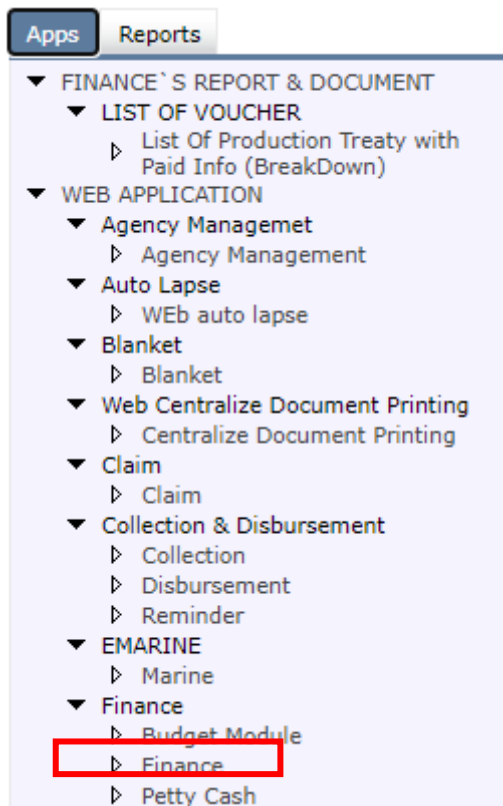 Apps Reports
FINANCE`S REPORT & DOCUMENT
LIST OF VOUCHER
List Of Production Treaty with
Paid Info (BreakDown)
WEB APPLICATION
Agency Managemet
Agency Management
Auto Lapse
WEb auto lapse
Blanket
Blanket
Web Centralize Document Printing
Centralize Document Printing
Claim
Claim
Collection & Disbursement
Collection
Disbursement
Reminder
EMARINE
Marine
Finance
Budget Module
Finance
Petty Cash